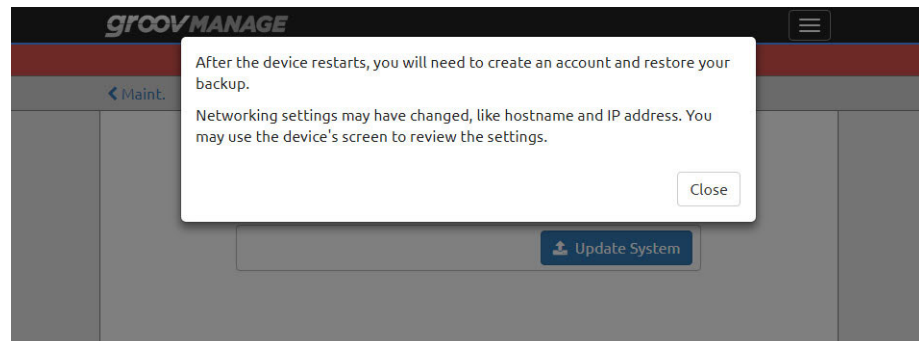 groov MANAGE
After the device restarts, you will need to create an account and restore your
backup.
Maint.
Networking settings may have changed, like hostname and IP address. You
may use the device's screen to review the settings.
Close
Update System